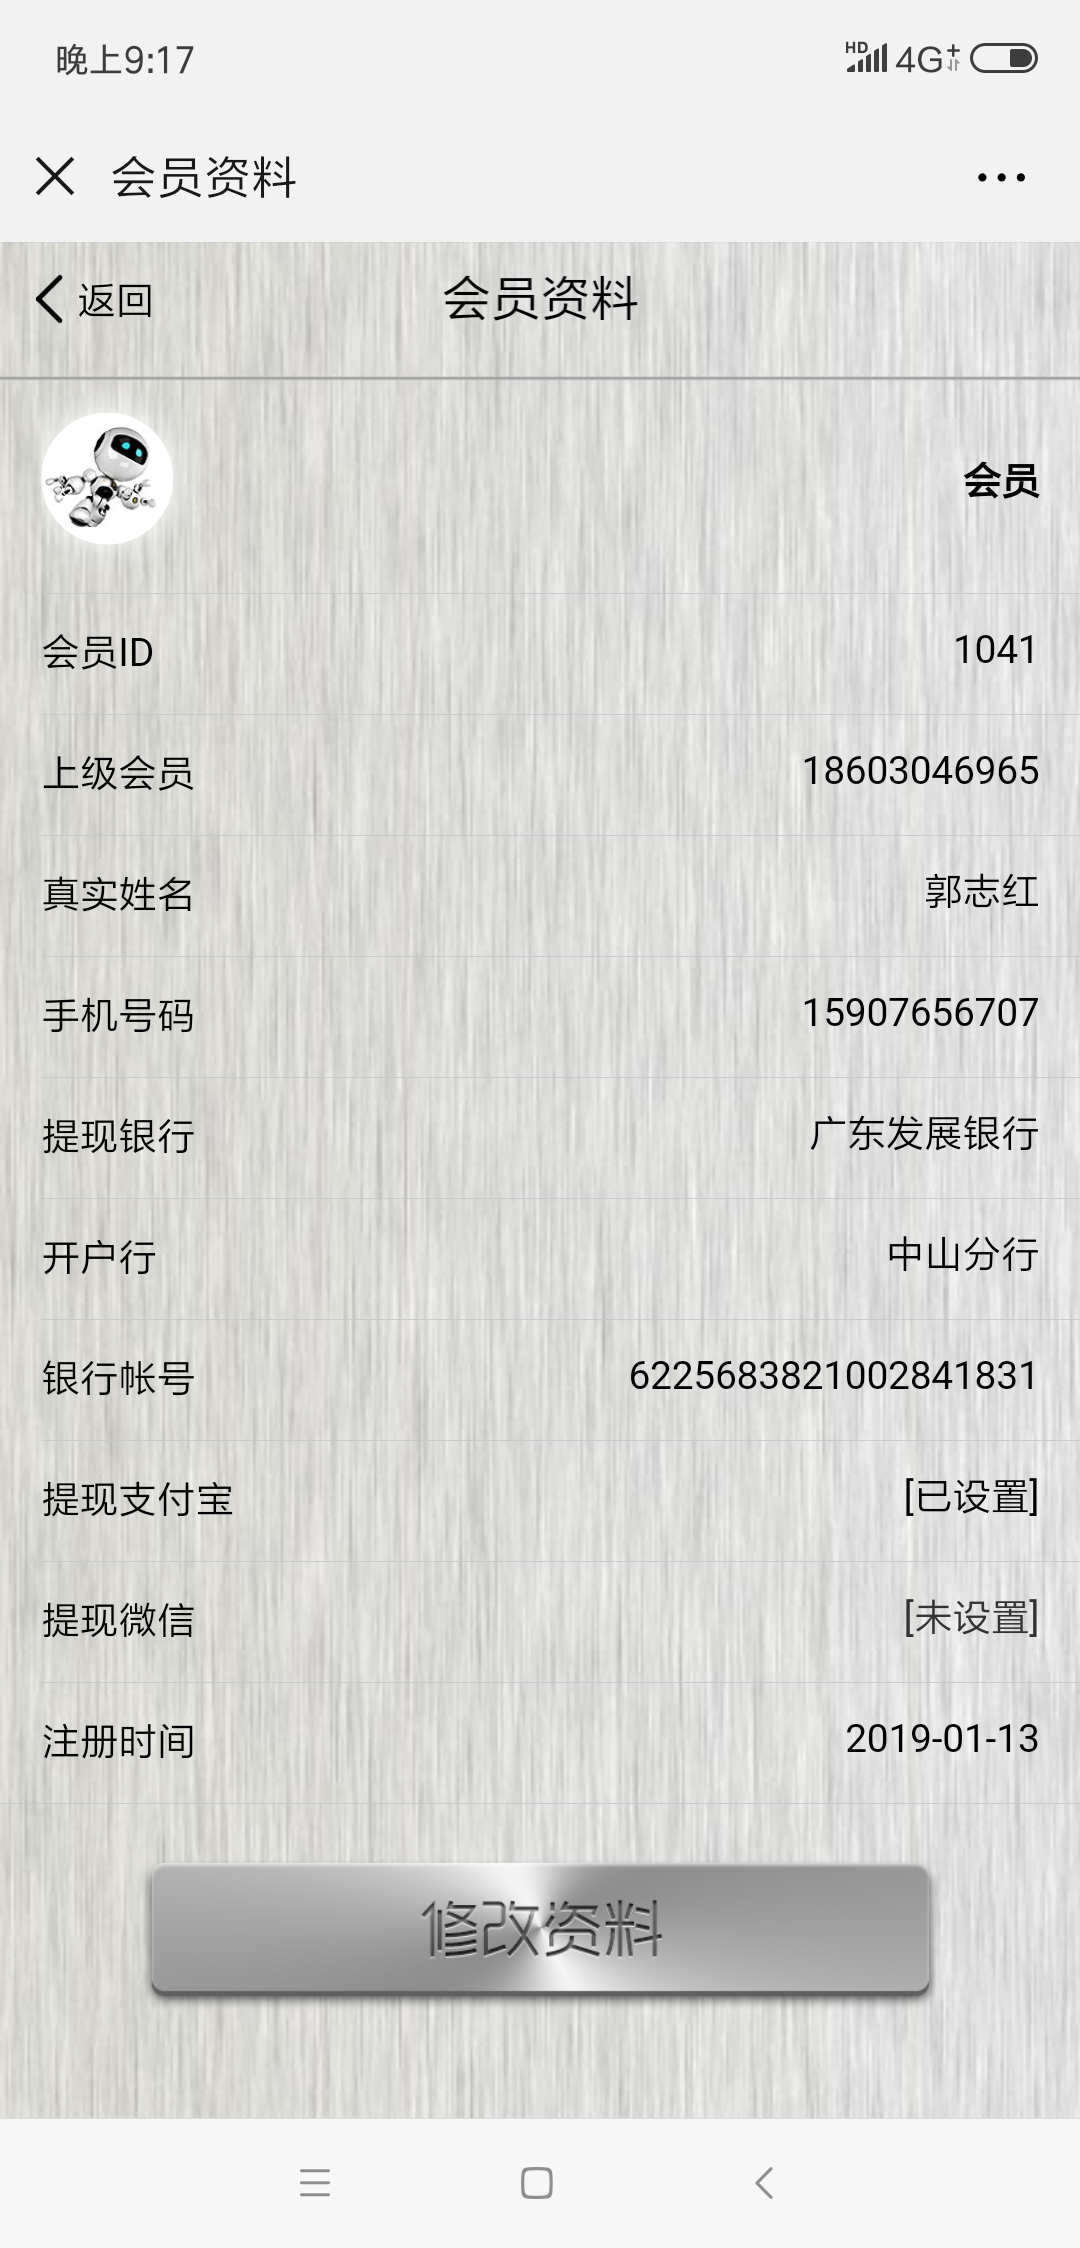 晚上9:17
HD 4G+
会员资料
返回
会员资料
会员
会员ID 1041
上级会员 18603046965
真实姓名 郭志红
手机号码 15907656707
提现银行 广东发展银行
开户行 中山分行
银行帐号 6225683821002841831
提现支付宝 [已设置]
提现微信 [未设置]
注册时间 2019-01-13
修改资料